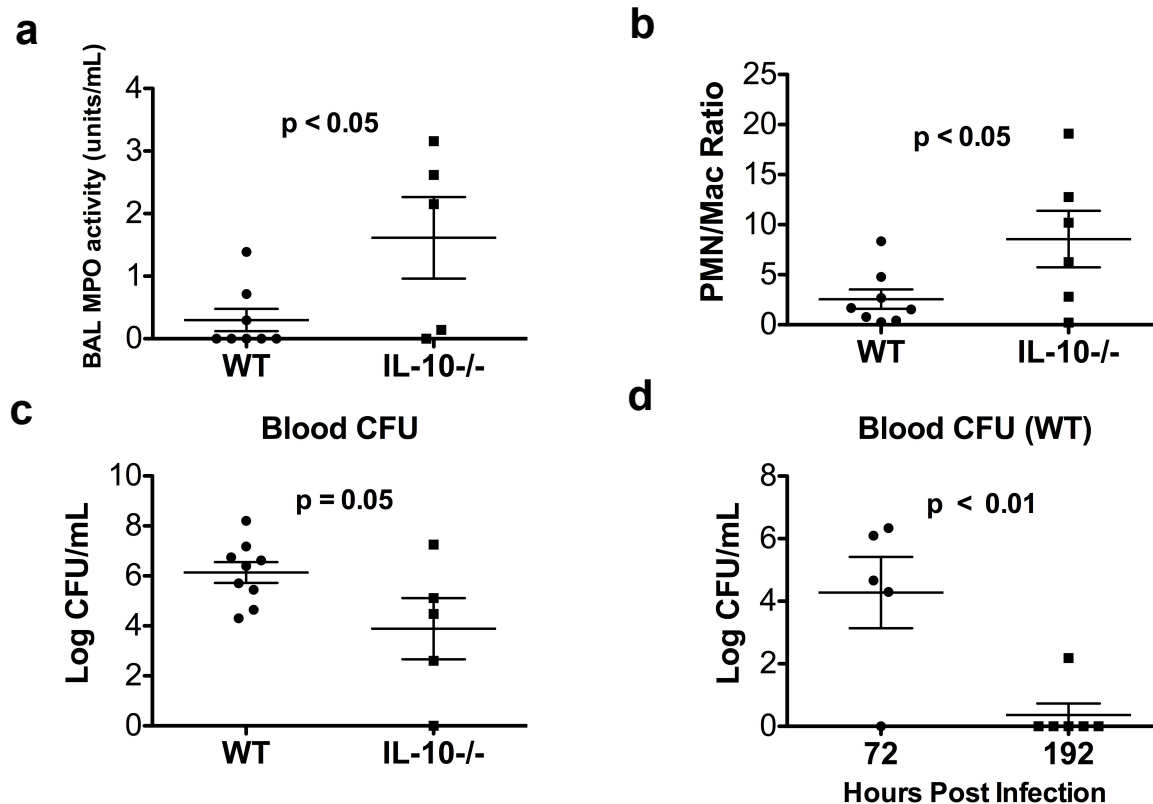 a
BAL MPO activity (units/mL)
4
3
2
1
0
p < 0.05
WT IL-10-/-
b
PMN/Mac Ratio
25
20
15
10
5
0
p < 0.05
WT IL-10-/-
c
Blood CFU
Log CFU/mL
10
8
6
4
2
0
p = 0.05
WT IL-10-/-
d
Blood CFU (WT)
Log CFU/mL
8
6
4
2
0
p < 0.01
72 192
Hours Post Infection